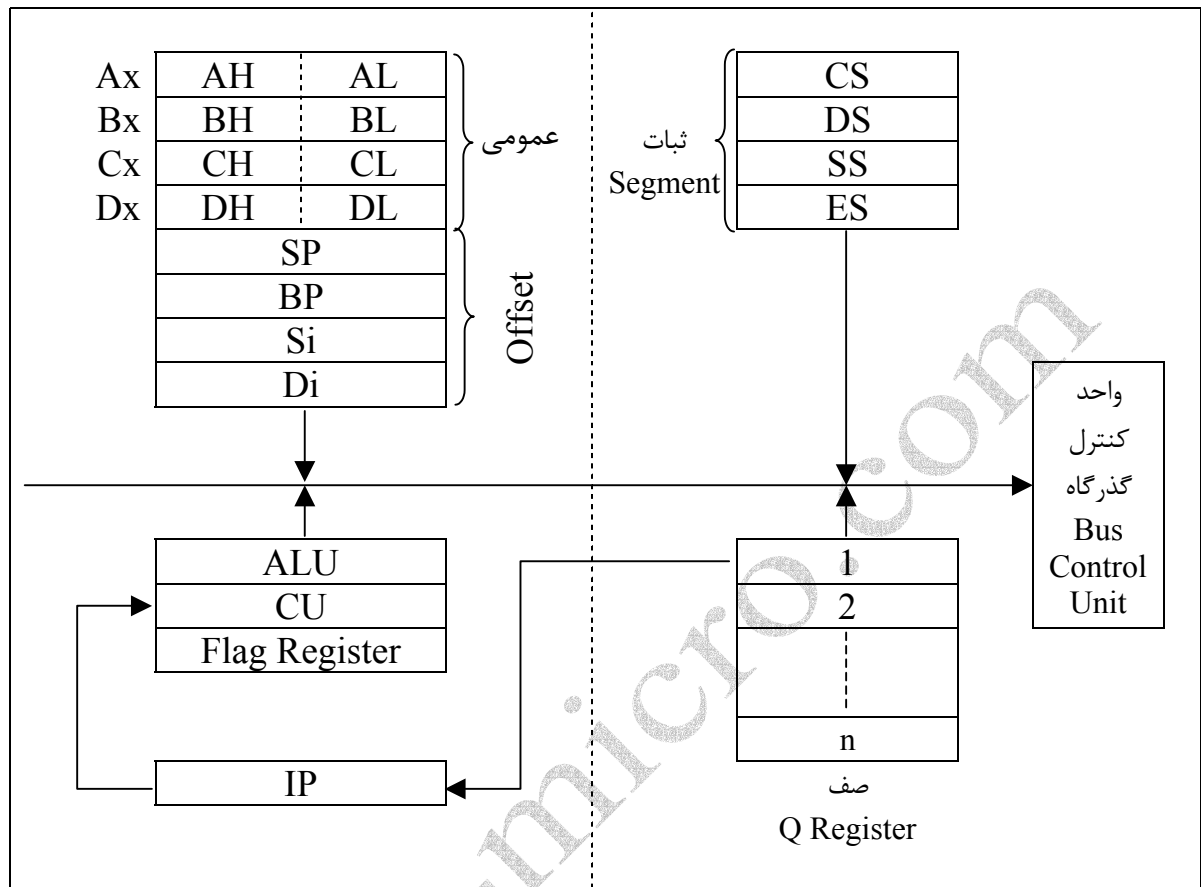 Ax AH AL
Bx BH BL
Cx CH CL
Dx DH DL
عمومی
SP
BP
Si
Di
Offset
CS
DS
SS
ES
ثبات
Segment
واحد
کنترل
گذرگاه
Bus
Control
Unit
ALU
CU
Flag Register
IP
1
2
n
صف
Q Register
micro.com